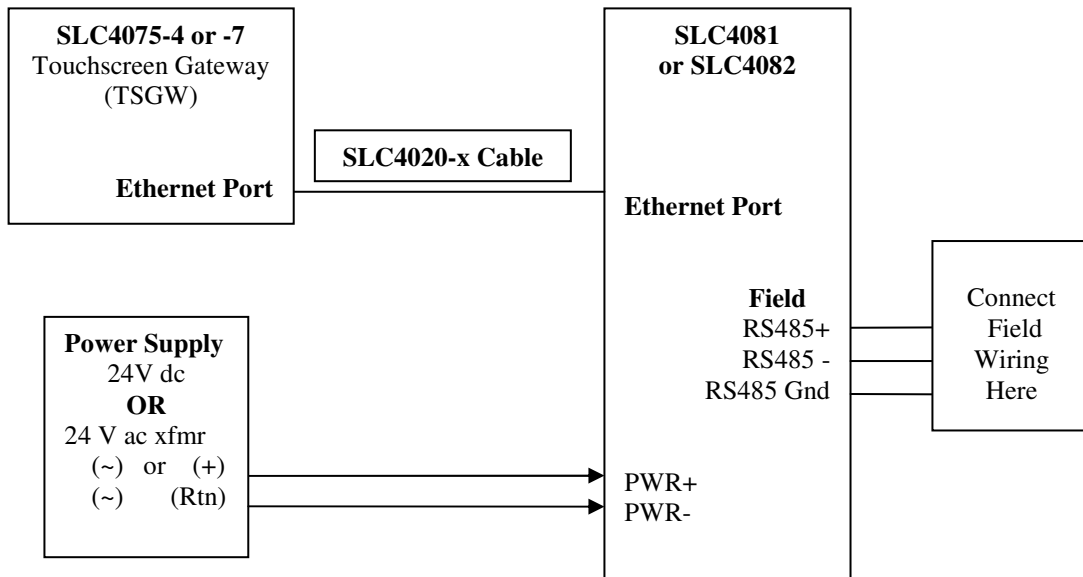 SLC4075-4 or -7
Touchscreen Gateway
(TSGW)
Ethernet Port
SLC4020-x Cable
SLC4081
or SLC4082
Ethernet Port
Field
RS485+
RS485 -
RS485 Gnd
Connect
Field
Wiring
Here
Power Supply
24V dc
OR
24 V ac xfmr
(~) or (+)
(~) (Rtn)
PWR+
PWR-